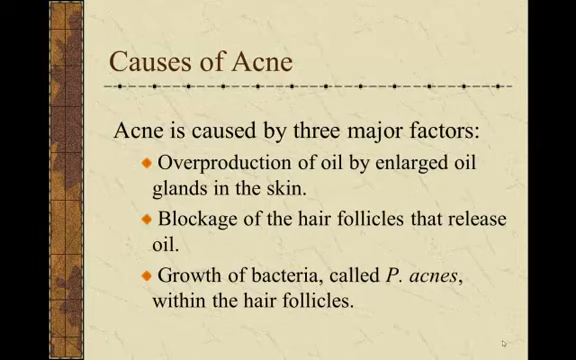 Causes of Acne
Acne is caused by three major factors:
Overproduction of oil by enlarged oil
glands in the skin.
Blockage of the hair follicles that release
oil.
Growth of bacteria, called P. acnes,
within the hair follicles.